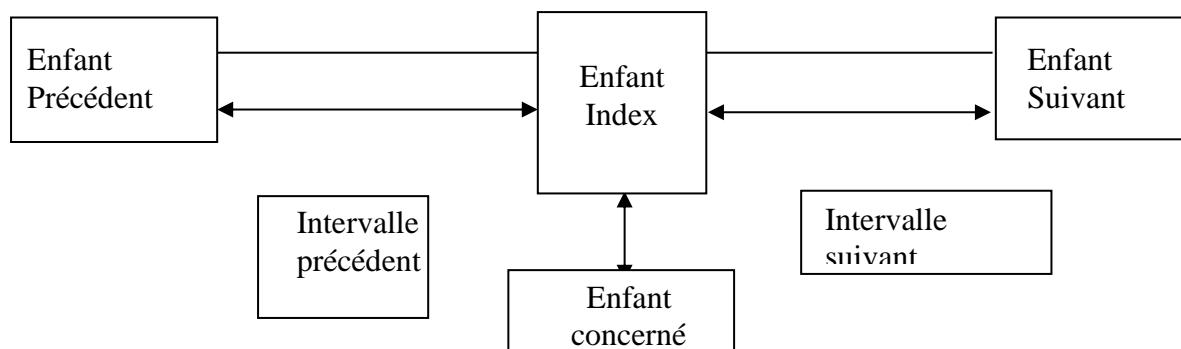 Enfant
Précédent
Enfant
Index
Enfant
Suivant
Intervalle
précédent
Intervalle
suivant
Enfant
concerné